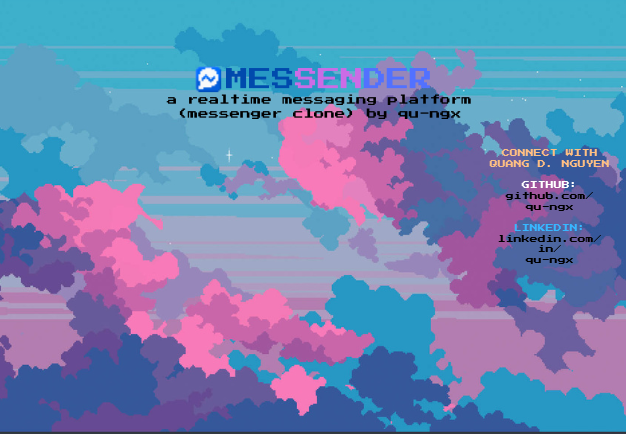 MESSENDER
a realtime messaging platform
(messenger clone) by qu-ngx
CONNECT WITH
QUANG D. NGUYEN
GITHUB:
github.com/
qu-ngx
LINKEDIN:
linkedin.com/
in/
qu-ngx